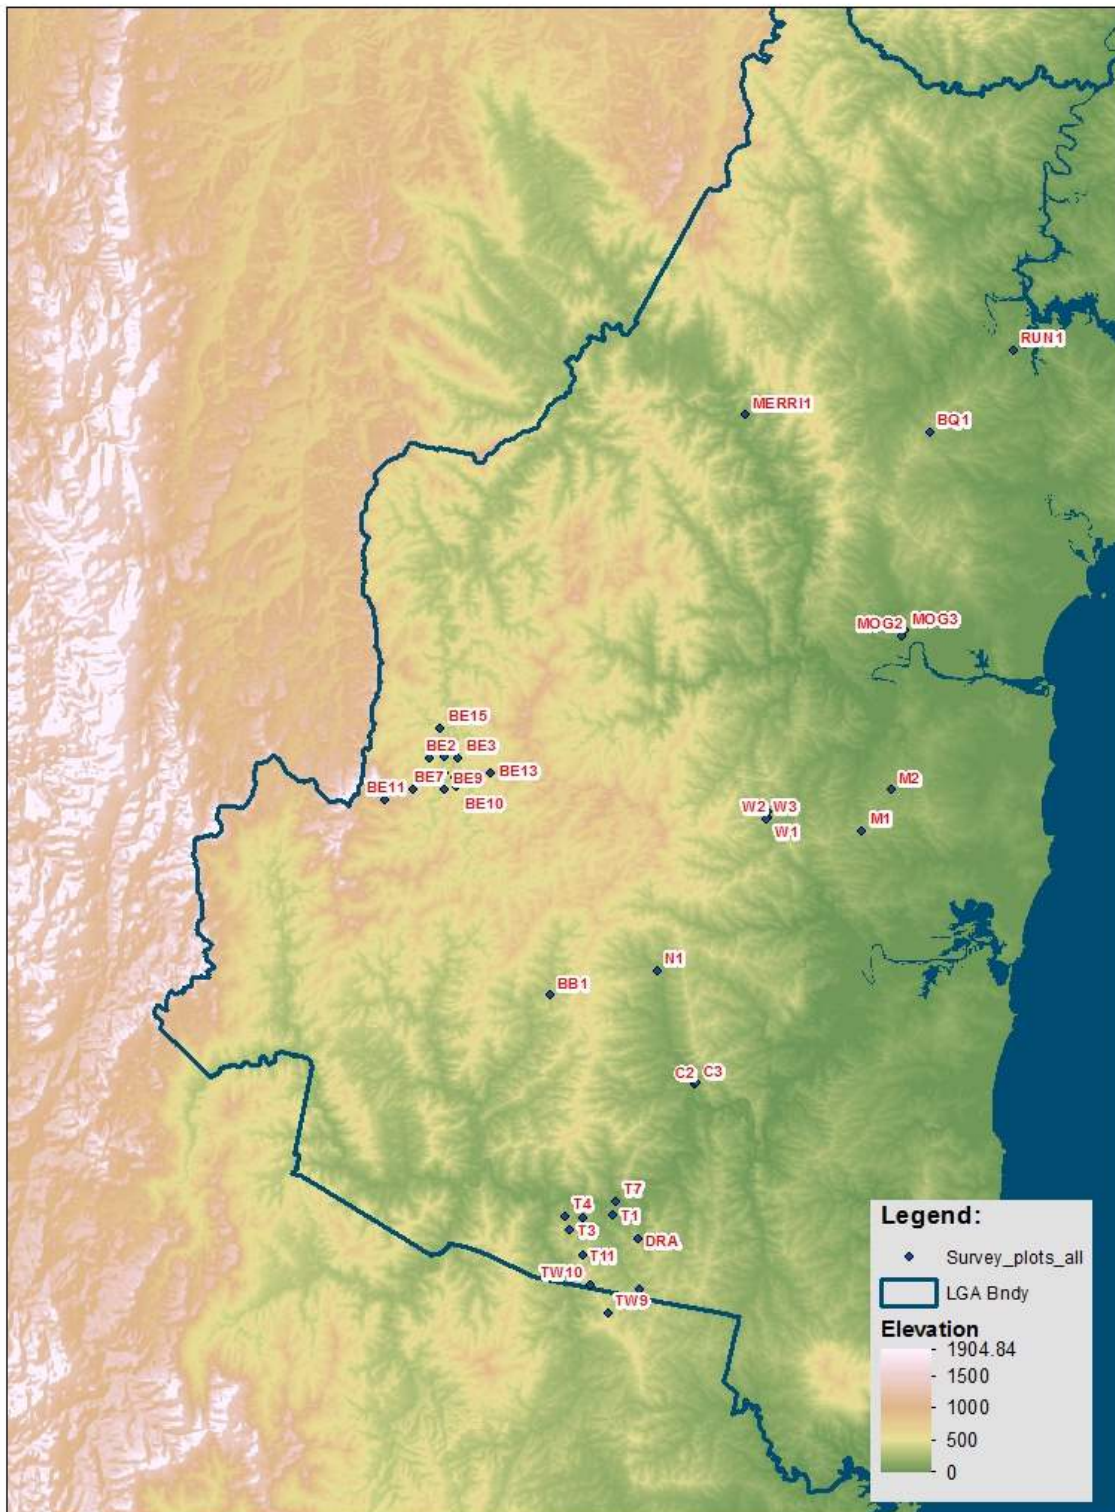 RUN1
MERRI1
BQ1
MOG2
MOG3
BE15
BE2
BE3
BE13
BE7
BE9
BE11
BE10
M2
W2
W3
M1
W1
N1
BB1
C2
C3
T7
T4
T1
T3
DRA
T11
TW10
TW9
Legend:
Survey_plots_all
LGA Bndy
Elevation
1904.84
1500
1000
500
0